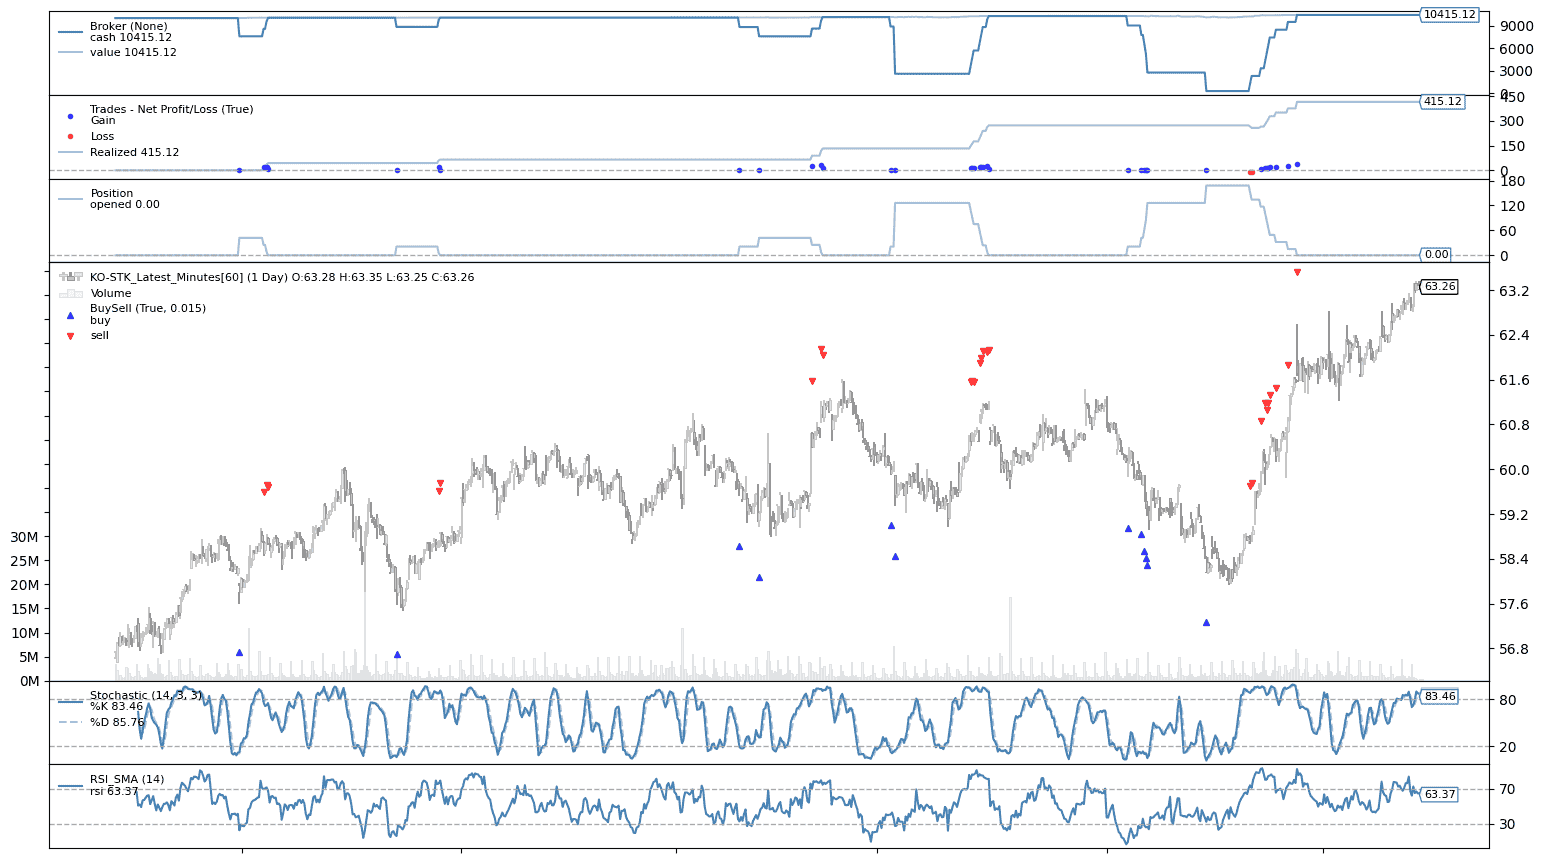 Broker (None)
cash 10415.12
value 10415.12
10415.12
9000
6000
3000
0
Trades - Net Profit/Loss (True)
Gain
Loss
Realized 415.12
450
415.12
300
150
0
Position
opened 0.00
180
120
60
0
0.00
KO-STK_Latest_Minutes[60] (1 Day) O:63.28 H:63.35 L:63.25 C:63.26
Volume
BuySell (True, 0.015)
buy
sell
63.26
63.2
62.4
61.6
60.8
60.0
59.2
58.4
57.6
56.8
30M
25M
20M
15M
10M
5M
0M
Stochastic (14, 3, 3)
%K 83.46
%D 85.76
83.46
80
20
RSI_SMA (14)
rsi 63.37
70
63.37
30